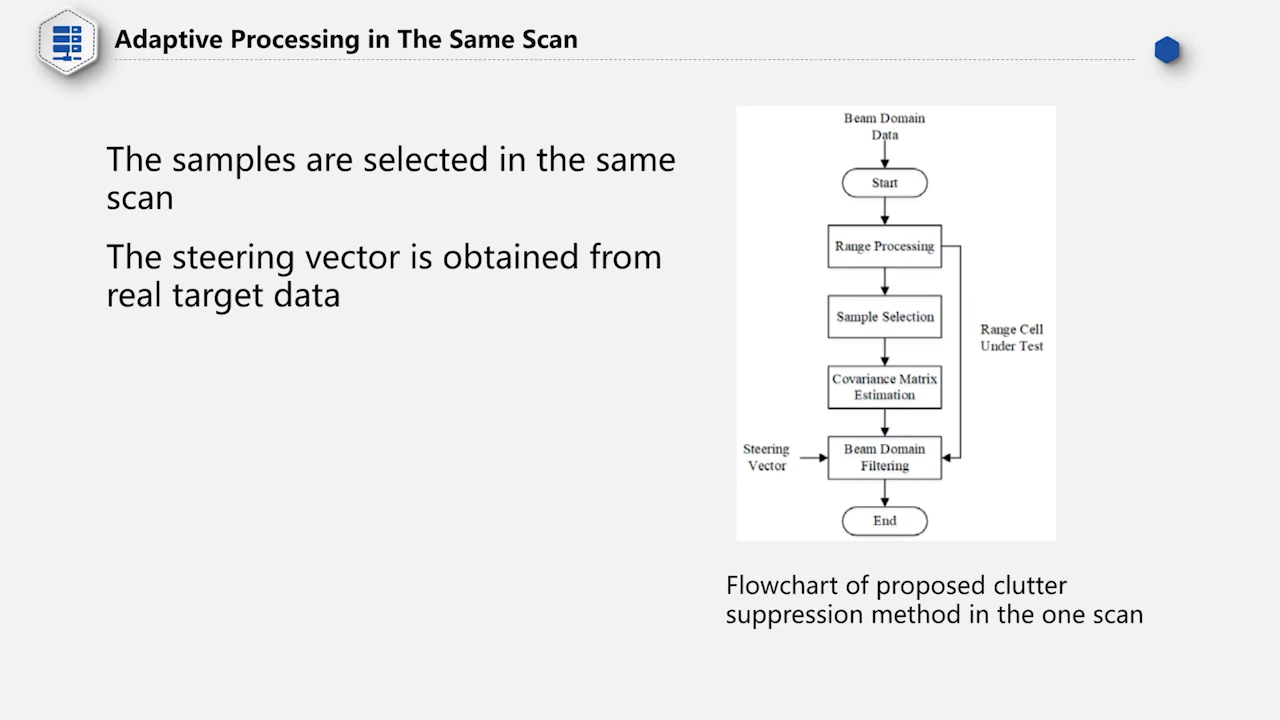 Adaptive Processing in The Same Scan
The samples are selected in the same
scan
The steering vector is obtained from
real target data
Beam Domain
Data
Start
Range Processing
Sample Selection
Range Cell
Under Test
Covariance Matrix
Estimation
Steering
Vector
Beam Domain
Filtering
End
Flowchart of proposed clutter
suppression method in the one scan